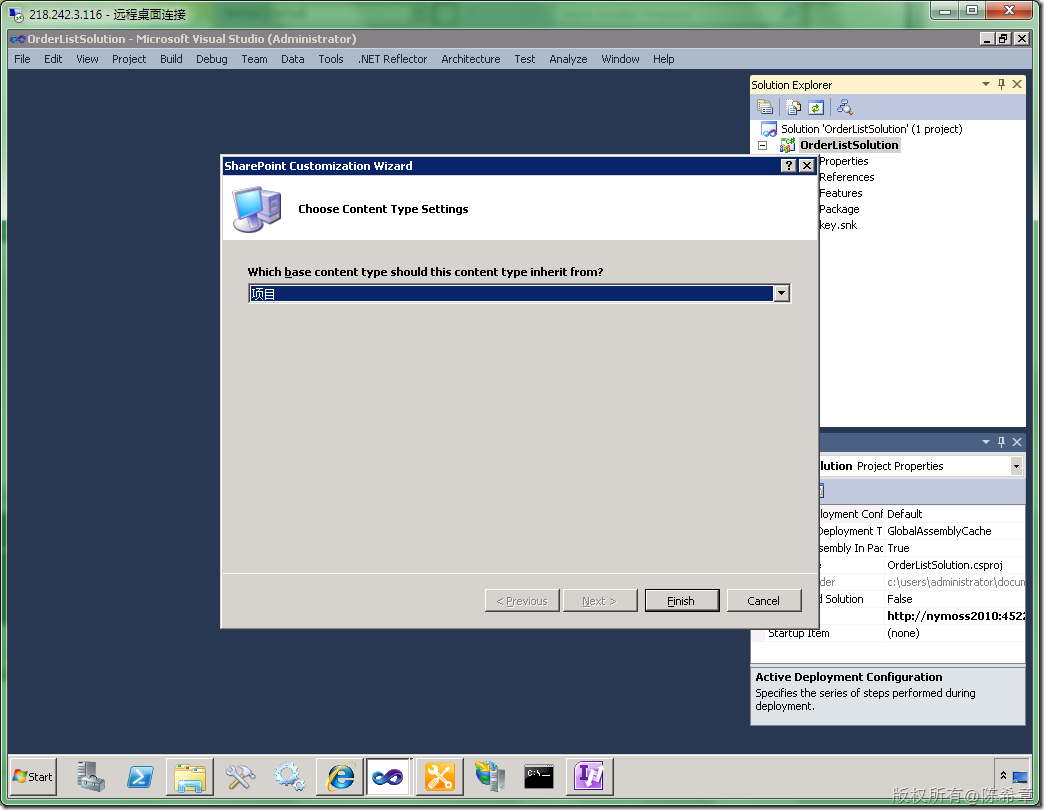 218.242.3.116 - 远程桌面连接
OrderListSolution - Microsoft Visual Studio (Administrator)
File Edit View Project Build Debug Team Data Tools .NET Reflector Architecture Test Analyze Window Help
Solution Explorer
Solution 'OrderListSolution' (1 project)
OrderListSolution
Properties
References
Features
Package
key.snk
SharePoint Customization Wizard
Choose Content Type Settings
Which base content type should this content type inherit from?
项目
< Previous Next > Finish Cancel
lution Project Properties
loyment Conf Default
Deployment T GlobalAssemblyCache
sembly In Pac True
OrderListSolution.csproj
der c:\users\administrator\docum
d Solution False
http://nymoss2010:4522
Startup Item (none)
Active Deployment Configuration
Specifies the series of steps performed during
deployment.
Start
版权所有@陈希章